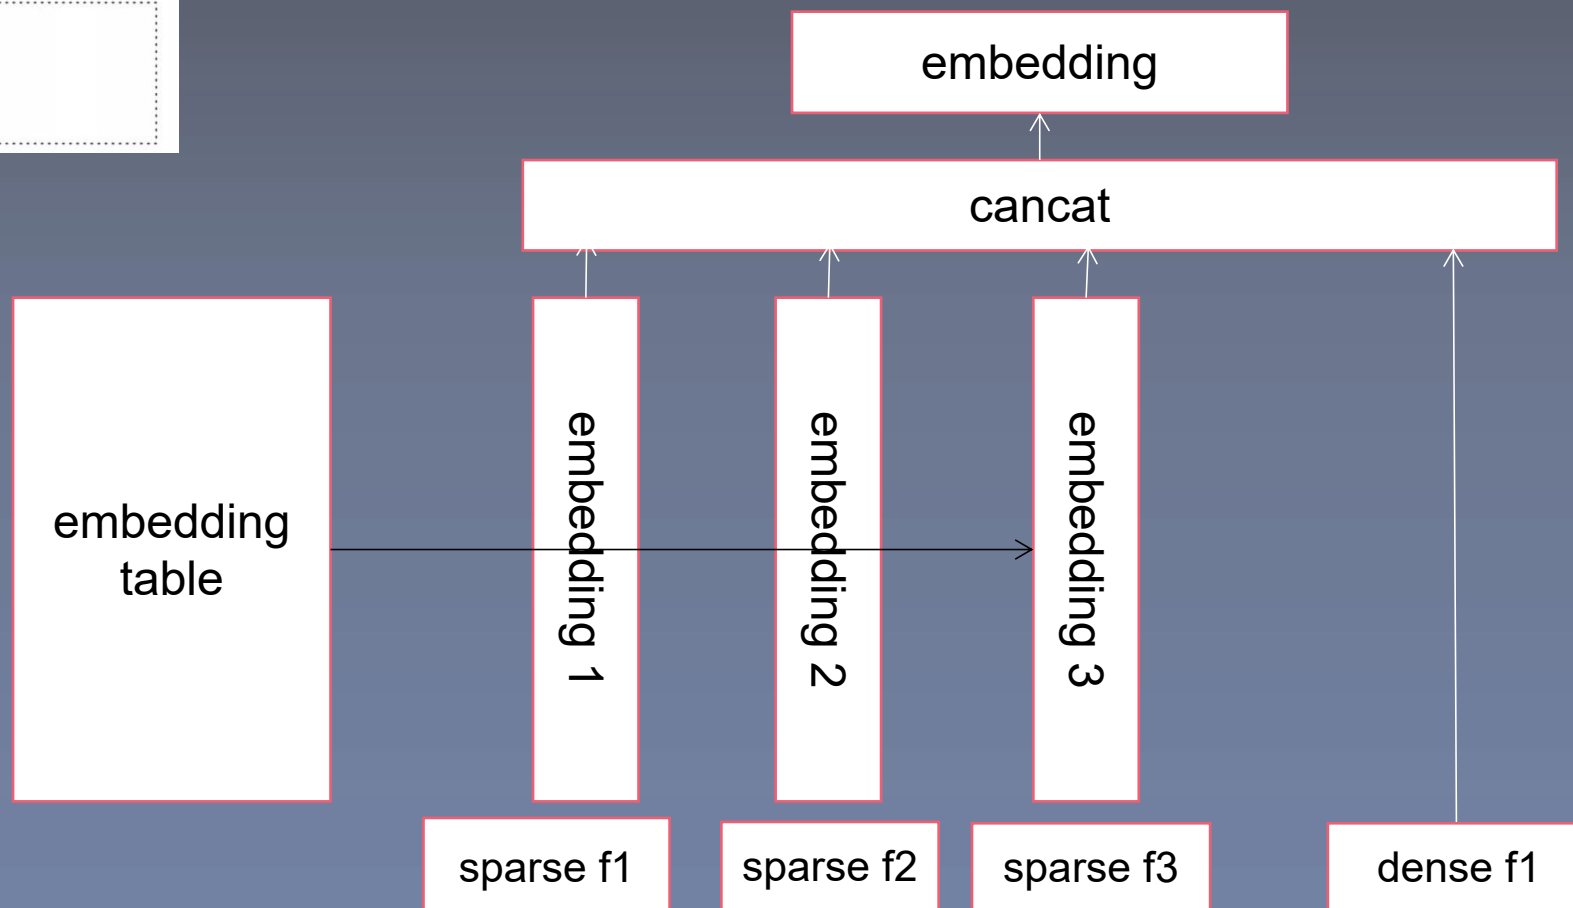 embedding
cancat
embedding
table
embedding 1
embedding 2
embedding 3
sparse f1
sparse f2
sparse f3
dense f1